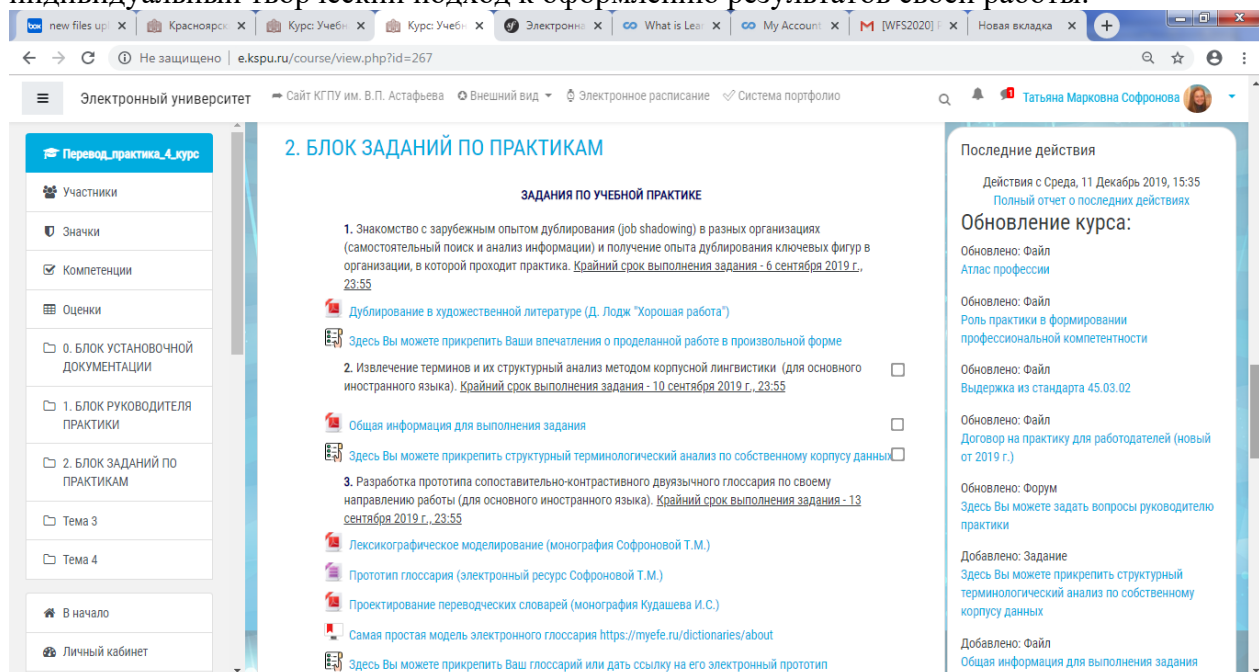 индивидуальный творческий подход к оформлению результатов своей работы.
new files upl
Красноярск
Курс: Учебн
Курс: Учебн
Электронна
What is Lea
My Account
[WFS2020] F
Новая вкладка
Не защищено | e.kspu.ru/course/view.php?id=267
Электронный университет
Сайт КГПУ им. В.П. Астафьева
Внешний вид
Электронное расписание
Система портфолио
1
Татьяна Марковна Софронова
Перевод_практика_4_курс
Участники
Значки
Компетенции
Оценки
0. БЛОК УСТАНОВОЧНОЙ
ДОКУМЕНТАЦИИ
1. БЛОК РУКОВОДИТЕЛЯ
ПРАКТИКИ
2. БЛОК ЗАДАНИЙ ПО
ПРАКТИКАМ
Тема 3
Тема 4
В начало
Личный кабинет
2. БЛОК ЗАДАНИЙ ПО ПРАКТИКАМ
ЗАДАНИЯ ПО УЧЕБНОЙ ПРАКТИКЕ
1. Знакомство с зарубежным опытом дублирования (job shadowing) в разных организациях
(самостоятельный поиск и анализ информации) и получение опыта дублирования ключевых фигур в
организации, в которой проходит практика. Крайний срок выполнения задания - 6 сентября 2019 г.,
23:55
Дублирование в художественной литературе (Д. Лодж "Хорошая работа")
Здесь Вы можете прикрепить Ваши впечатления о проделанной работе в произвольной форме
2. Извлечение терминов и их структурный анализ методом корпусной лингвистики (для основного
иностранного языка). Крайний срок выполнения задания - 10 сентября 2019 г., 23:55
Общая информация для выполнения задания
Здесь Вы можете прикрепить структурный терминологический анализ по собственному корпусу данных
3. Разработка прототипа сопоставительно-контрастивного двуязычного глоссария по своему
направлению работы (для основного иностранного языка). Крайний срок выполнения задания - 13
сентября 2019 г., 23:55
Лексикографическое моделирование (монография Софроновой Т.М.)
Прототип глоссария (электронный ресурс Софроновой Т.М.)
Проектирование переводческих словарей (монография Кудашева И.С.)
Самая простая модель электронного глоссария https://myefe.ru/dictionaries/about
Здесь Вы можете прикрепить Ваш глоссарий или дать ссылку на его электронный прототип
Последние действия
Действия с Среда, 11 Декабрь 2019, 15:35
Полный отчет о последних действиях
Обновление курса:
Обновлено: Файл
Атлас профессии
Обновлено: Файл
Роль практики в формировании
профессиональной компетентности
Обновлено: Файл
Выдержка из стандарта 45.03.02
Обновлено: Файл
Договор на практику для работодателей (новый
от 2019 г.)
Обновлено: Форум
Здесь Вы можете задать вопросы руководителю
практики
Добавлено: Задание
Здесь Вы можете прикрепить структурный
терминологический анализ по собственному
корпусу данных
Добавлено: Файл
Общая информация для выполнения задания